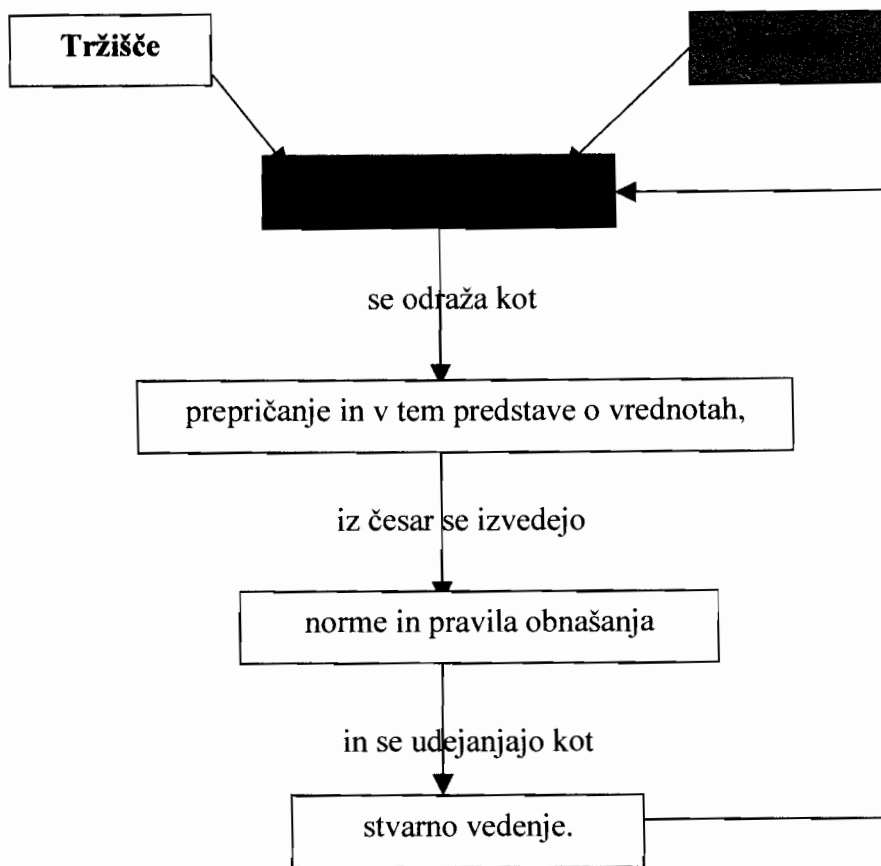 Tržišče
se odraža kot
prepričanje in v tem predstave o vrednotah,
iz česar se izvedejo
norme in pravila obnašanja
in se udejanjajo kot
stvarno vedenje.